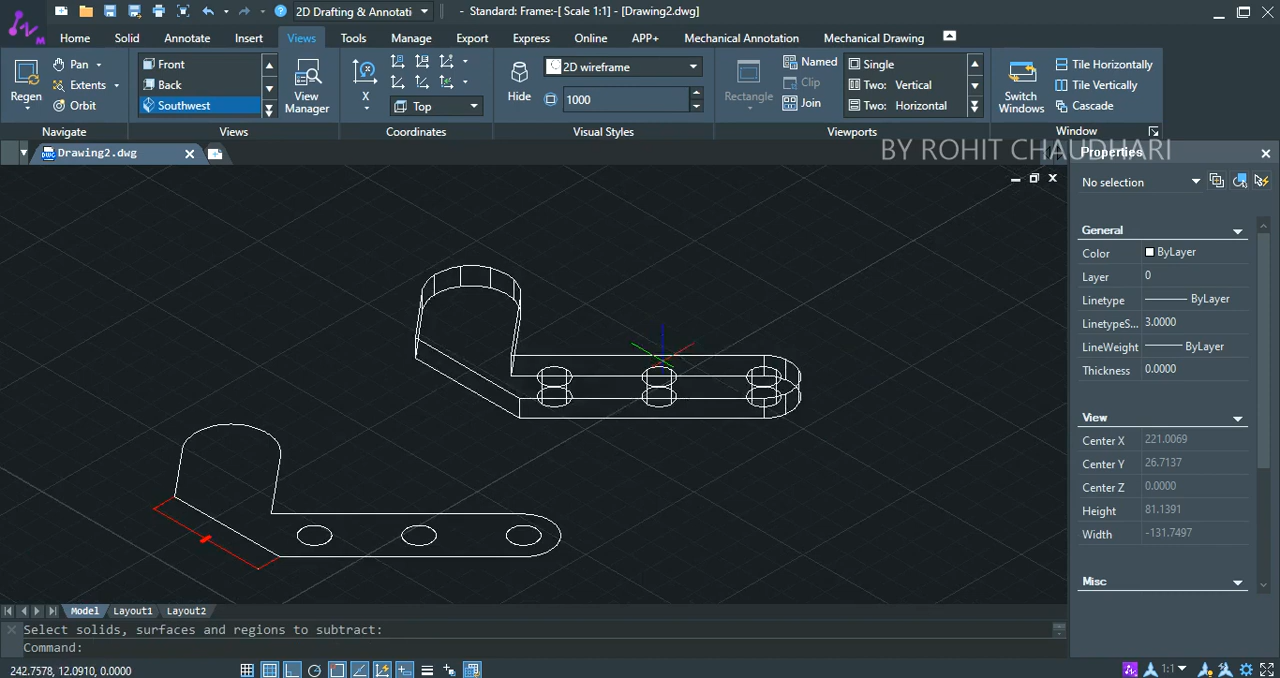 2D Drafting & Annotati
- Standard: Frame:-[ Scale 1:1] - [Drawing2.dwg]
M
Home Solid Annotate Insert Views Tools Manage Export Express Online APP+ Mechanical Annotation Mechanical Drawing
Regen
Pan
Extents
Orbit
Navigate
Front
Back
Southwest
View
Manager
Views
X
Top
Coordinates
Hide
2D wireframe
1000
Visual Styles
Rectangle
Named
Clip
Join
Single
Two: Vertical
Two: Horizontal
Viewports
Switch
Windows
Tile Horizontally
Tile Vertically
Cascade
Window
Drawing2.dwg
BY ROHIT CHAUDHARI
Properties
No selection
General
Color ByLayer
Layer 0
Linetype ByLayer
LinetypeS... 3.0000
LineWeight ByLayer
Thickness 0.0000
View
Center X 221.0069
Center Y 26.7137
Center Z 0.0000
Height 81.1391
Width -131.7497
Misc
Model Layout1 Layout2
Select solids, surfaces and regions to subtract:
Command:
242.7578, 12.0910, 0.0000
1:1